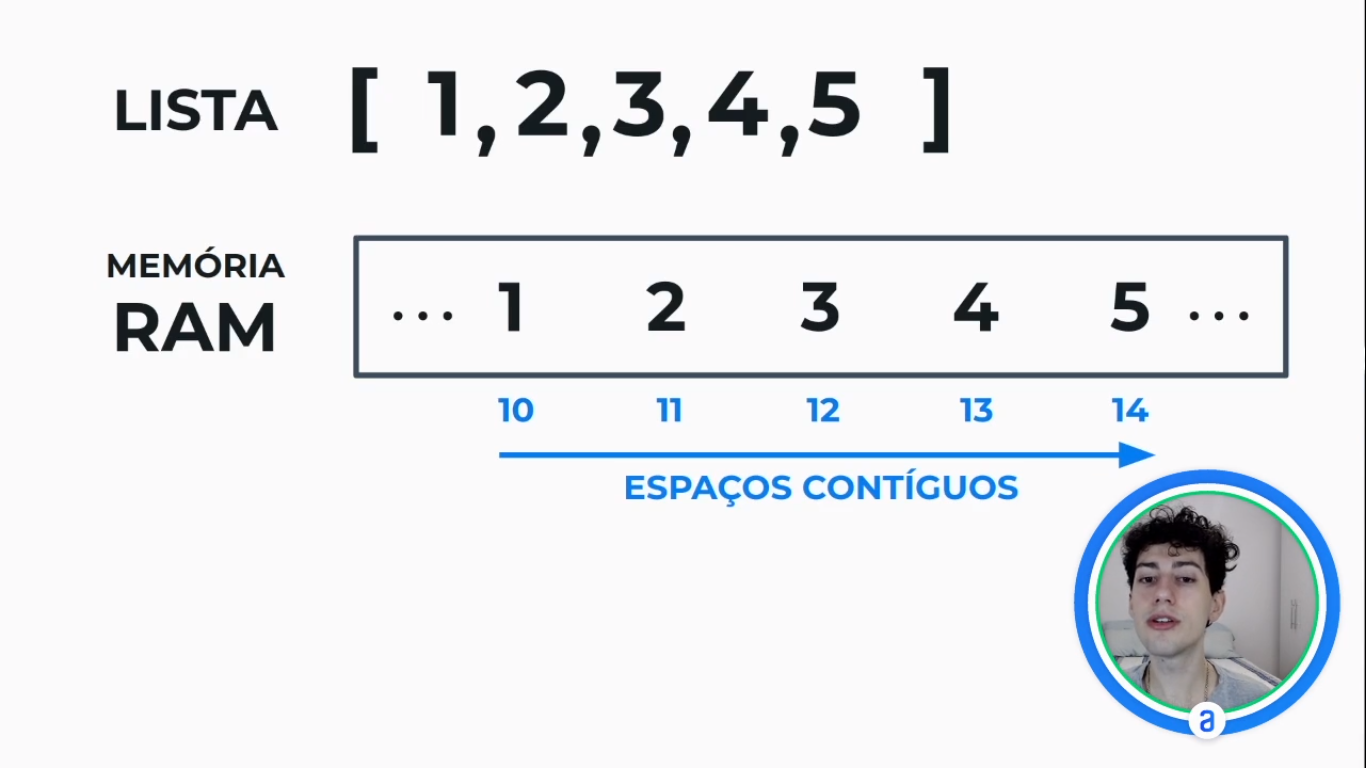 LISTA [ 1,2,3,4,5 ]
MEMÓRIA
RAM
... 1 2 3 4 5 ...
10 11 12 13 14
ESPAÇOS CONTÍGUOS
a